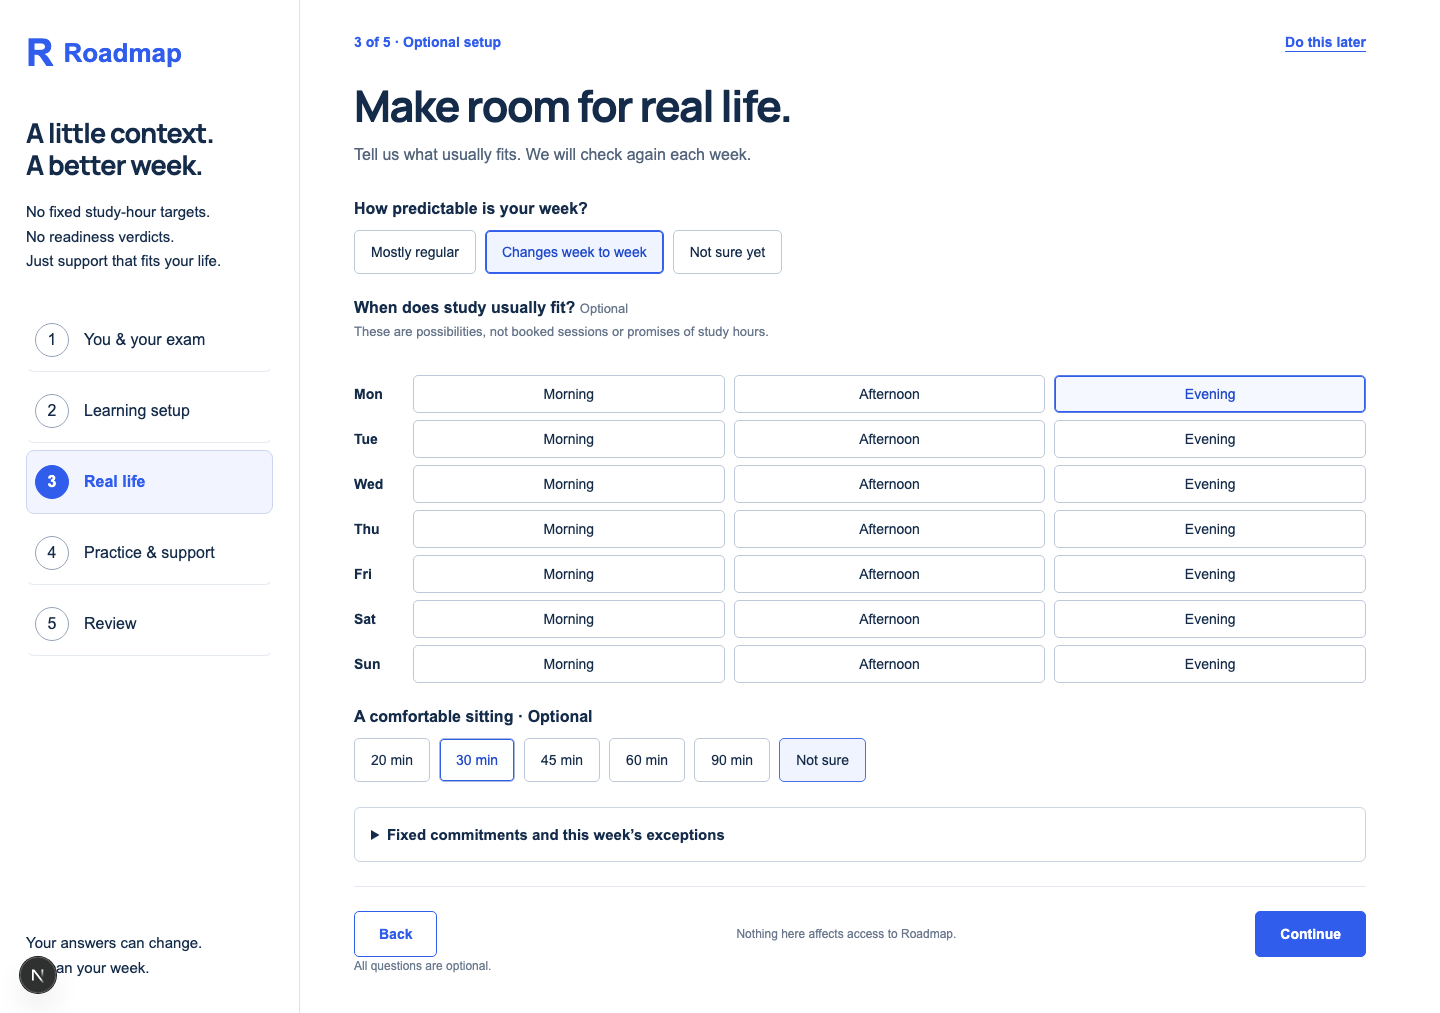 R Roadmap
A little context.
A better week.
No fixed study-hour targets.
No readiness verdicts.
Just support that fits your life.
1 You & your exam
2 Learning setup
3 Real life
4 Practice & support
5 Review
Your answers can change.
an your week.
N
3 of 5 · Optional setup
Do this later
Make room for real life.
Tell us what usually fits. We will check again each week.
How predictable is your week?
Mostly regular Changes week to week Not sure yet
When does study usually fit? Optional
These are possibilities, not booked sessions or promises of study hours.
Mon Morning Afternoon Evening
Tue Morning Afternoon Evening
Wed Morning Afternoon Evening
Thu Morning Afternoon Evening
Fri Morning Afternoon Evening
Sat Morning Afternoon Evening
Sun Morning Afternoon Evening
A comfortable sitting · Optional
20 min 30 min 45 min 60 min 90 min Not sure
Fixed commitments and this week’s exceptions
Back Nothing here affects access to Roadmap. Continue
All questions are optional.